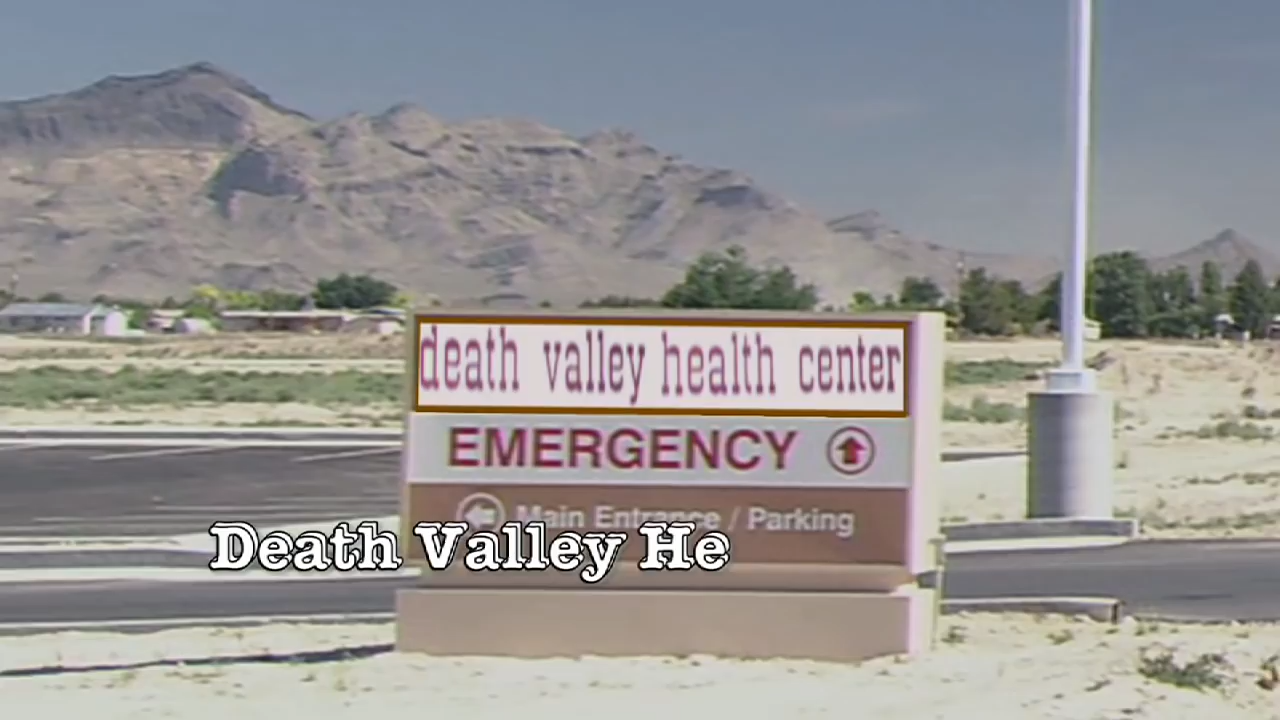 death valley health center
EMERGENCY
Main Entrance / Parking
Death Valley He